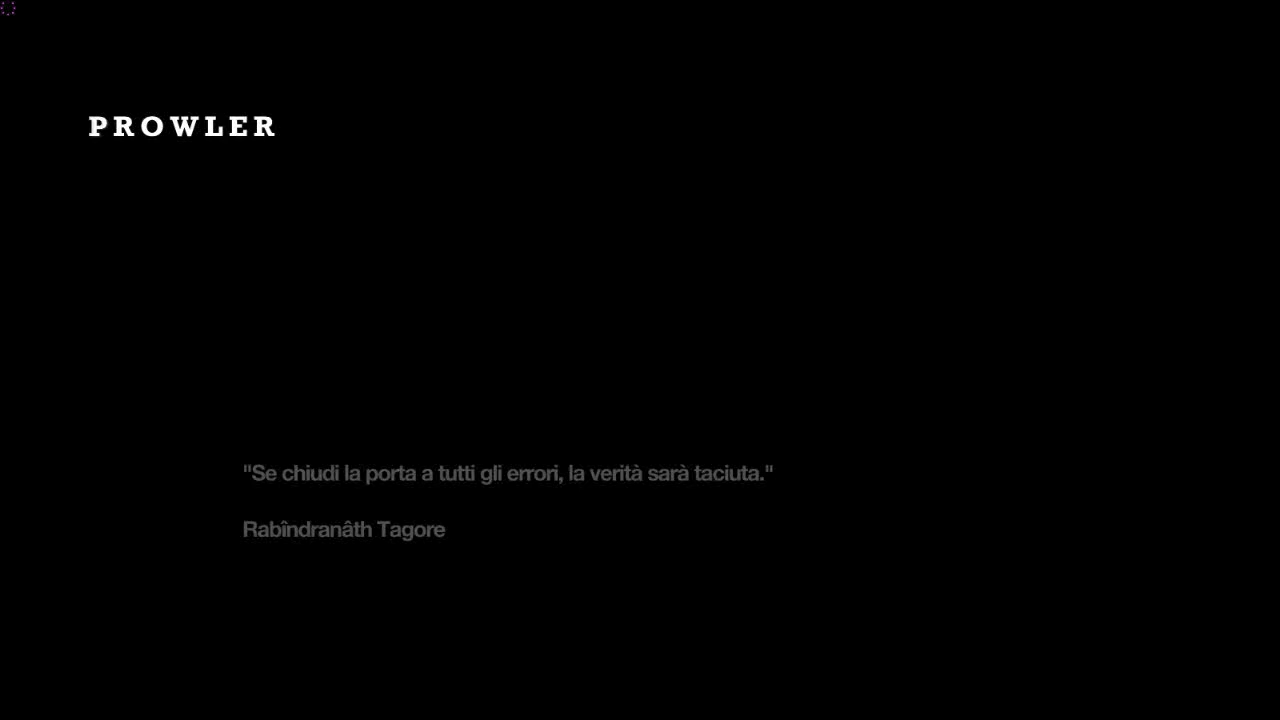 PROWLER
"Se chiudi la porta a tutti gli errori, la verità sarà taciuta."
Rabîndranâth Tagore